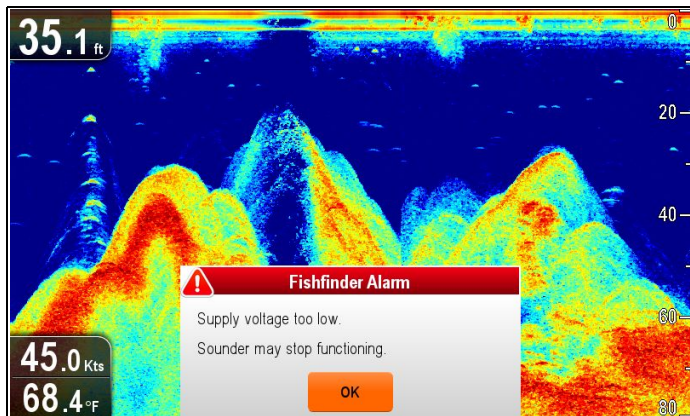 35.1 ft
0
20
40
60
80
Fishfinder Alarm
Supply voltage too low.
Sounder may stop functioning.
OK
45.0 Kts
68.4 °F